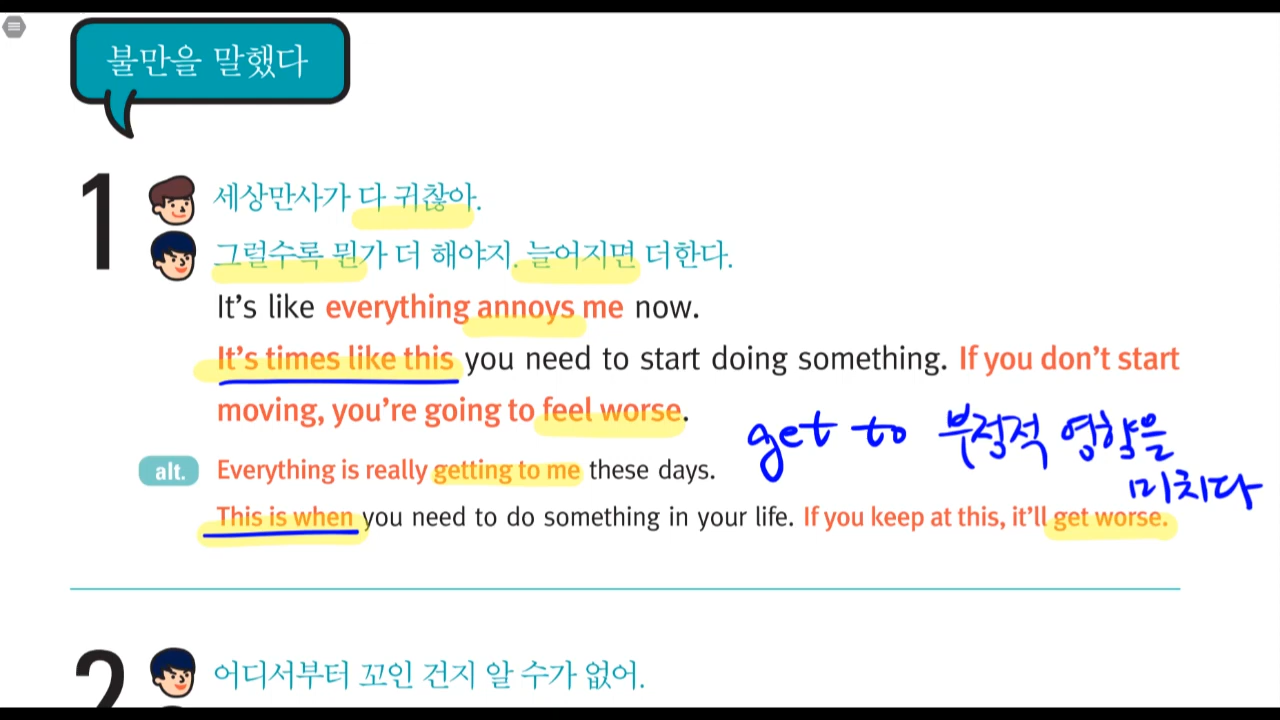 불만을 말했다
1
세상만사가 다 귀찮아.
그럴수록 뭔가 더 해야지. 늘어지면 더한다.
It's like everything annoys me now.
It's times like this you need to start doing something. If you don't start
moving, you're going to feel worse.
get to 부정적 영향을
미치다
alt. Everything is really getting to me these days.
This is when you need to do something in your life. If you keep at this, it'll get worse.
2
어디서부터 꼬인 건지 알 수가 없어.